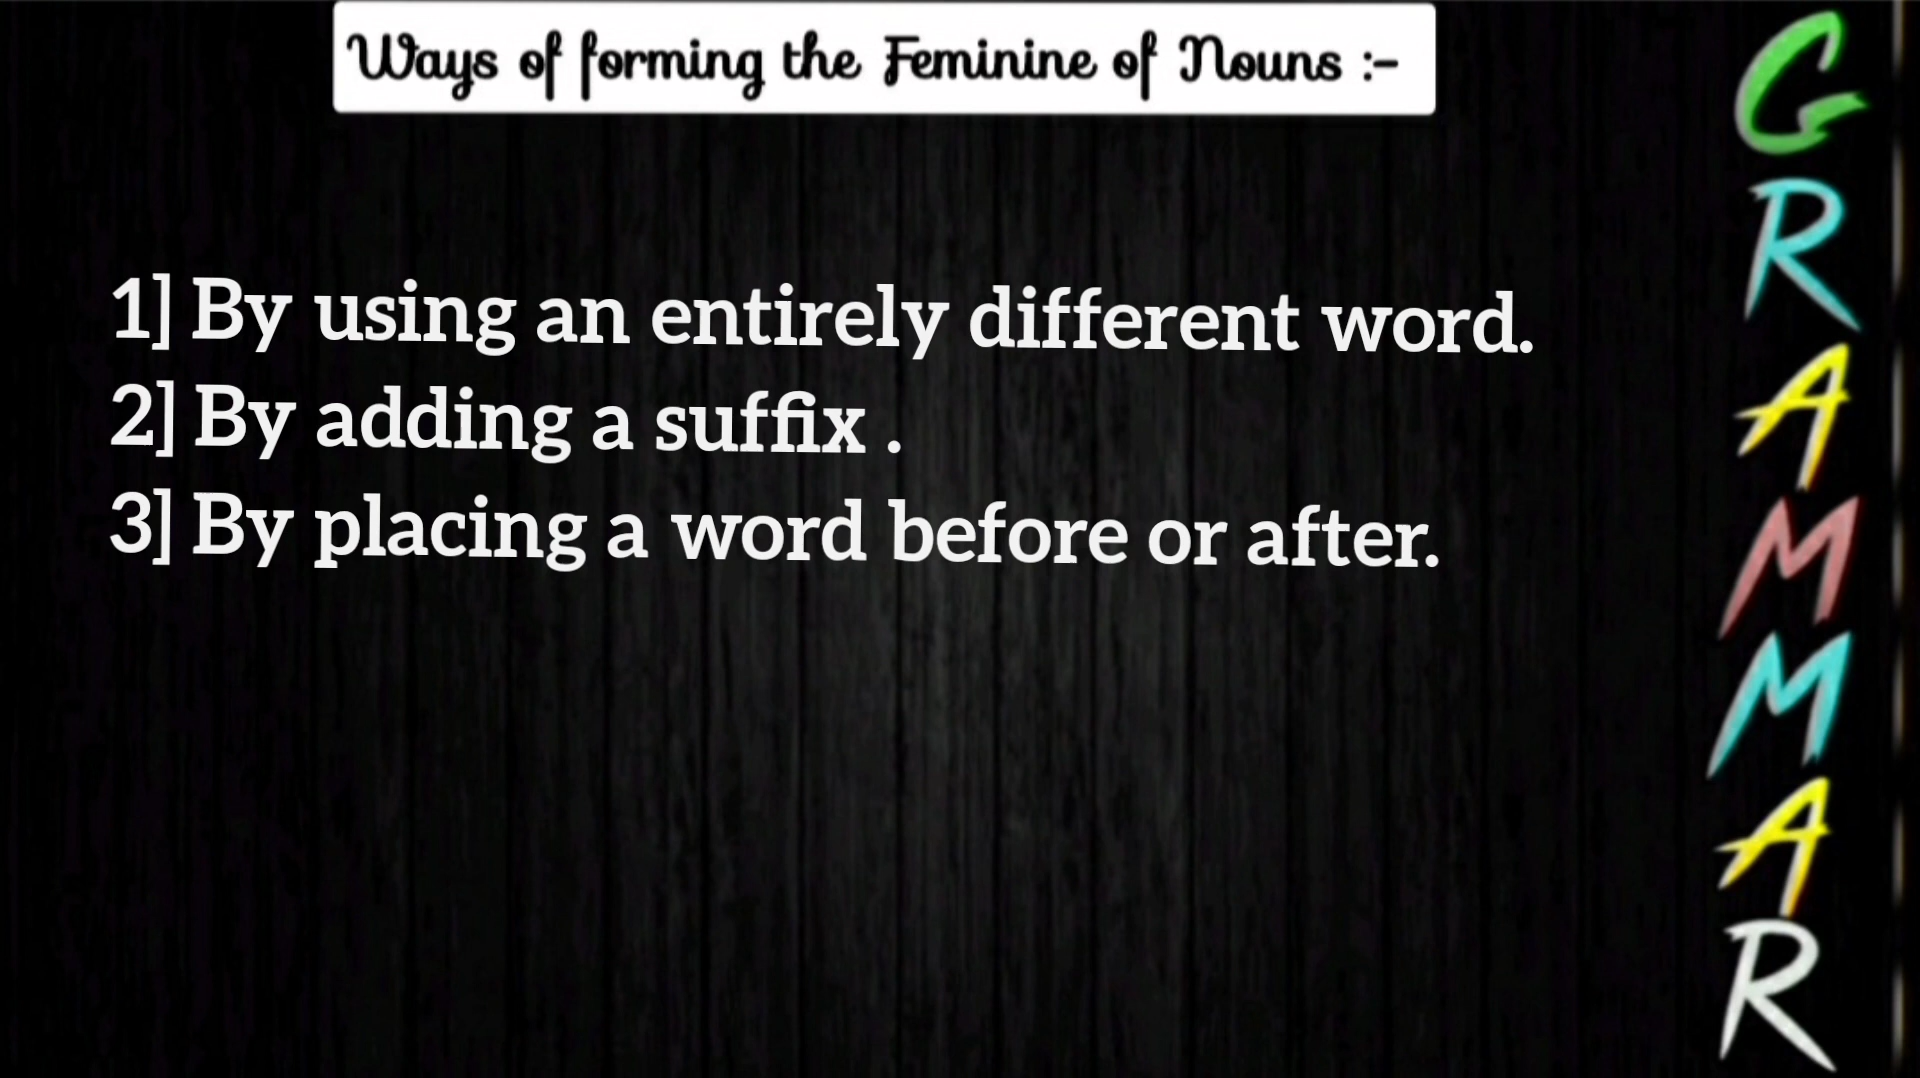 Ways of forming the Feminine of Nouns :-
1] By using an entirely different word.
2] By adding a suffix .
3] By placing a word before or after.
GRAMMAR